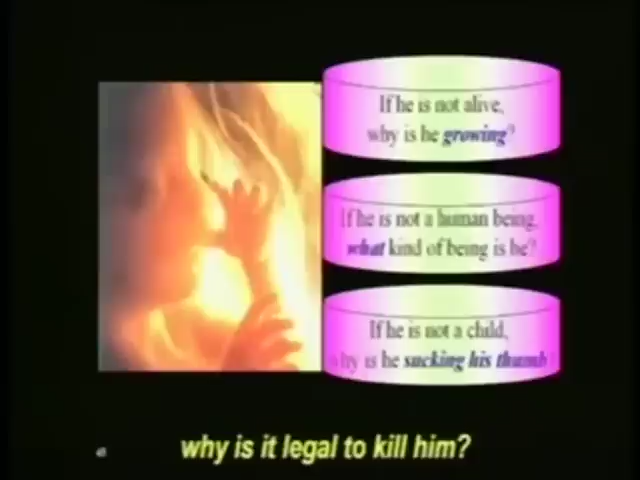 If he is not alive,
why is he growing?
If he is not a human being,
what kind of being is he?
If he is not a child,
why is he sucking his thumb?
why is it legal to kill him?